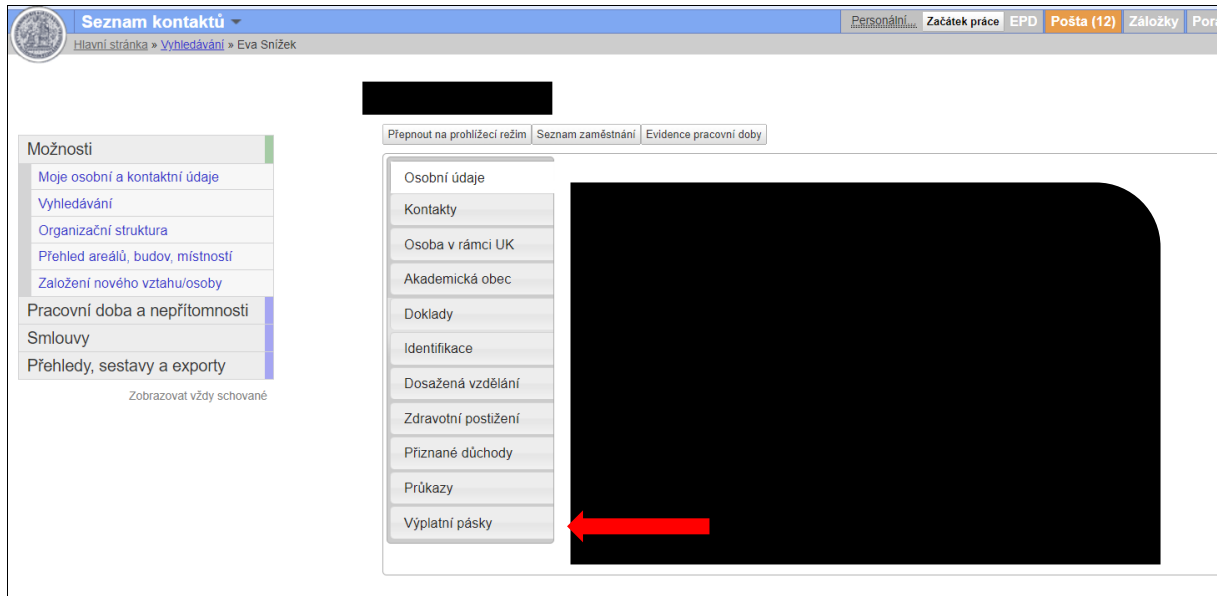 Seznam kontaktů
Personální... Začátek práce EPD Pošta (12) Záložky
Hlavní stránka » Vyhledávání » Eva Snížek
Přepnout na prohlížecí režim Seznam zaměstnání Evidence pracovní doby
Možnosti
Moje osobní a kontaktní údaje
Vyhledávání
Organizační struktura
Přehled areálů, budov, místností
Založení nového vztahu/osoby
Pracovní doba a nepřítomnosti
Smlouvy
Přehledy, sestavy a exporty
Zobrazovat vždy schované
Osobní údaje
Kontakty
Osoba v rámci UK
Akademická obec
Doklady
Identifikace
Dosažená vzdělání
Zdravotní postižení
Přiznané důchody
Průkazy
Výplatní pásky